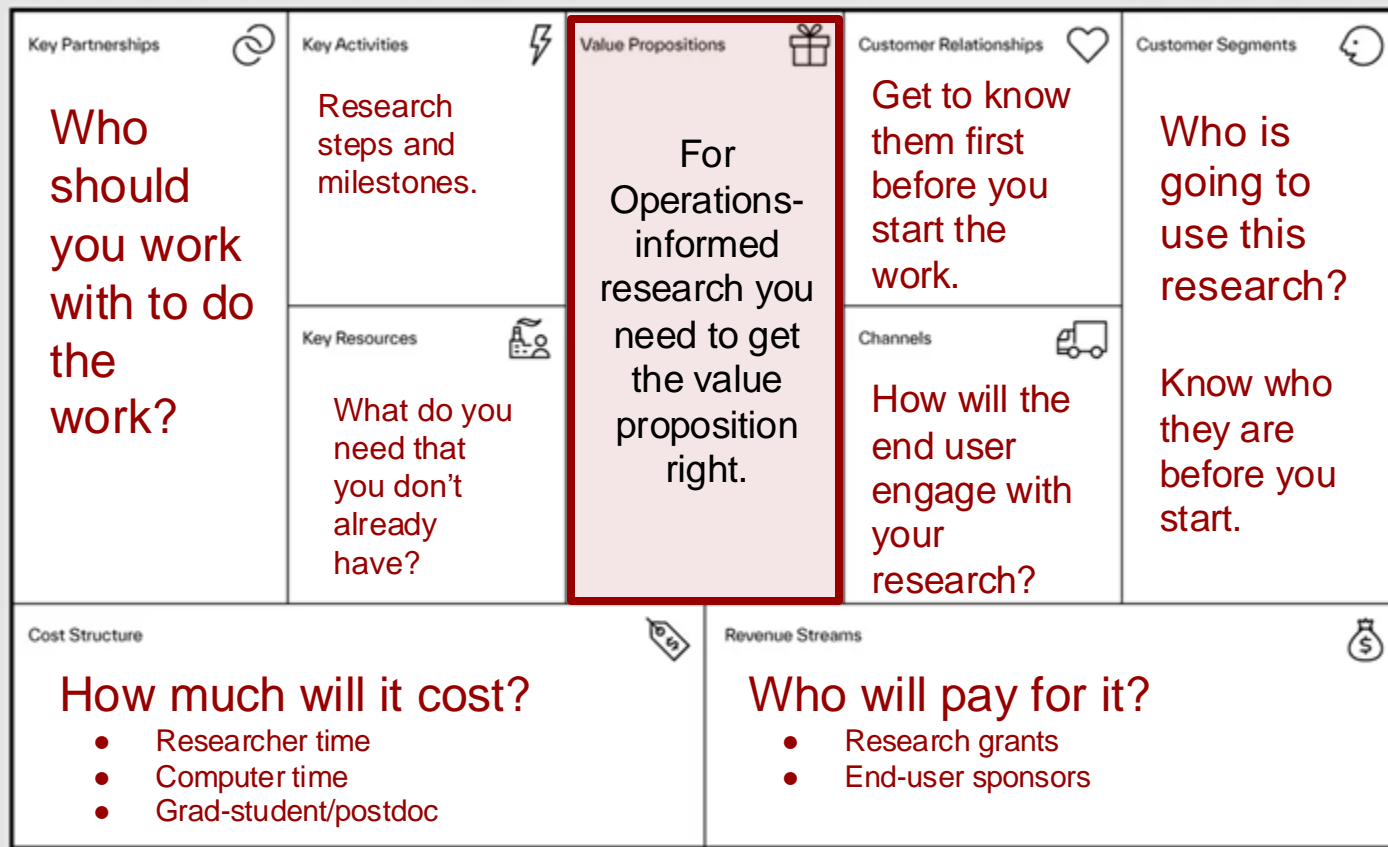 Key Partnerships
Who
should
you work
with to do
the
work?
Key Activities
Research
steps and
milestones.
Key Resources
What do you
need that
you don’t
already
have?
Value Propositions
For
Operations-
informed
research you
need to get
the value
proposition
right.
Customer Relationships
Get to know
them first
before you
start the
work.
Channels
How will the
end user
engage with
your
research?
Customer Segments
Who is
going to
use this
research?
Know who
they are
before you
start.
Cost Structure
How much will it cost?
● Researcher time
● Computer time
● Grad-student/postdoc
Revenue Streams
Who will pay for it?
● Research grants
● End-user sponsors